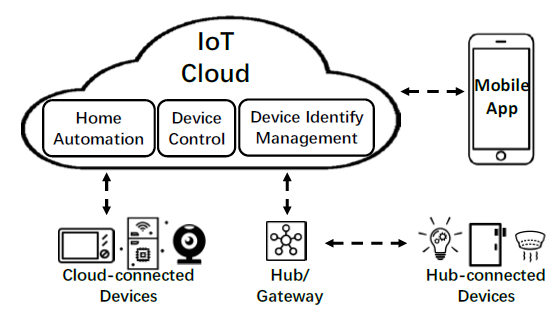 IoT
Cloud
Home
Automation
Device
Control
Device Identify
Management
Mobile
App
Cloud-connected
Devices
Hub/
Gateway
Hub-connected
Devices